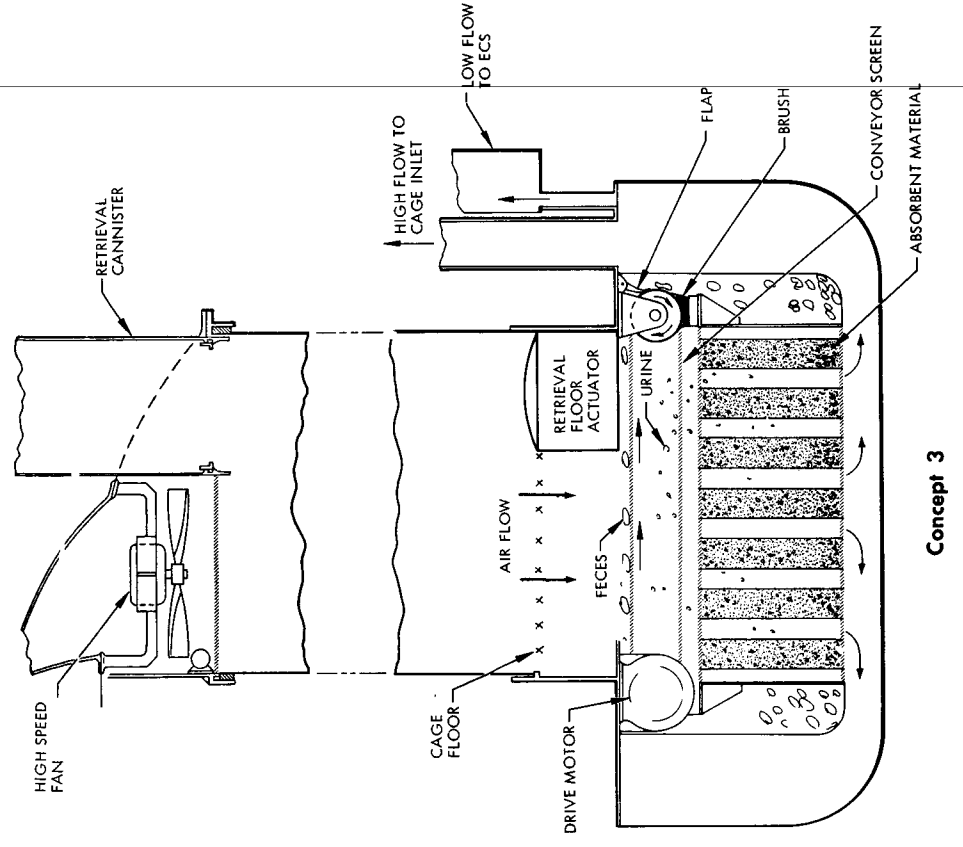 HIGH SPEED
FAN
RETRIEVAL
CANNISTER
HIGH FLOW TO
CAGE INLET
LOW FLOW
TO ECS
CAGE
FLOOR
AIR FLOW
RETRIEVAL
FLOOR
ACTUATOR
FLAP
BRUSH
FECES
URINE
DRIVE MOTOR
CONVEYOR SCREEN
ABSORBENT MATERIAL
Concept 3